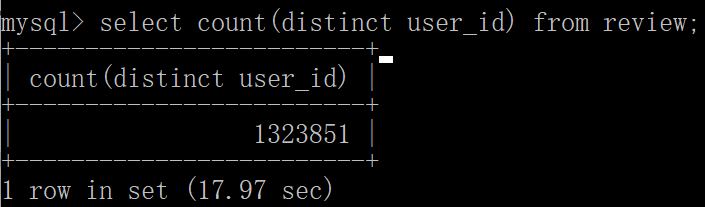 mysql> select count(distinct user_id) from review;
+-------------------------+
| count(distinct user_id) |
+-------------------------+
|                 1323851 |
+-------------------------+
1 row in set (17.97 sec)